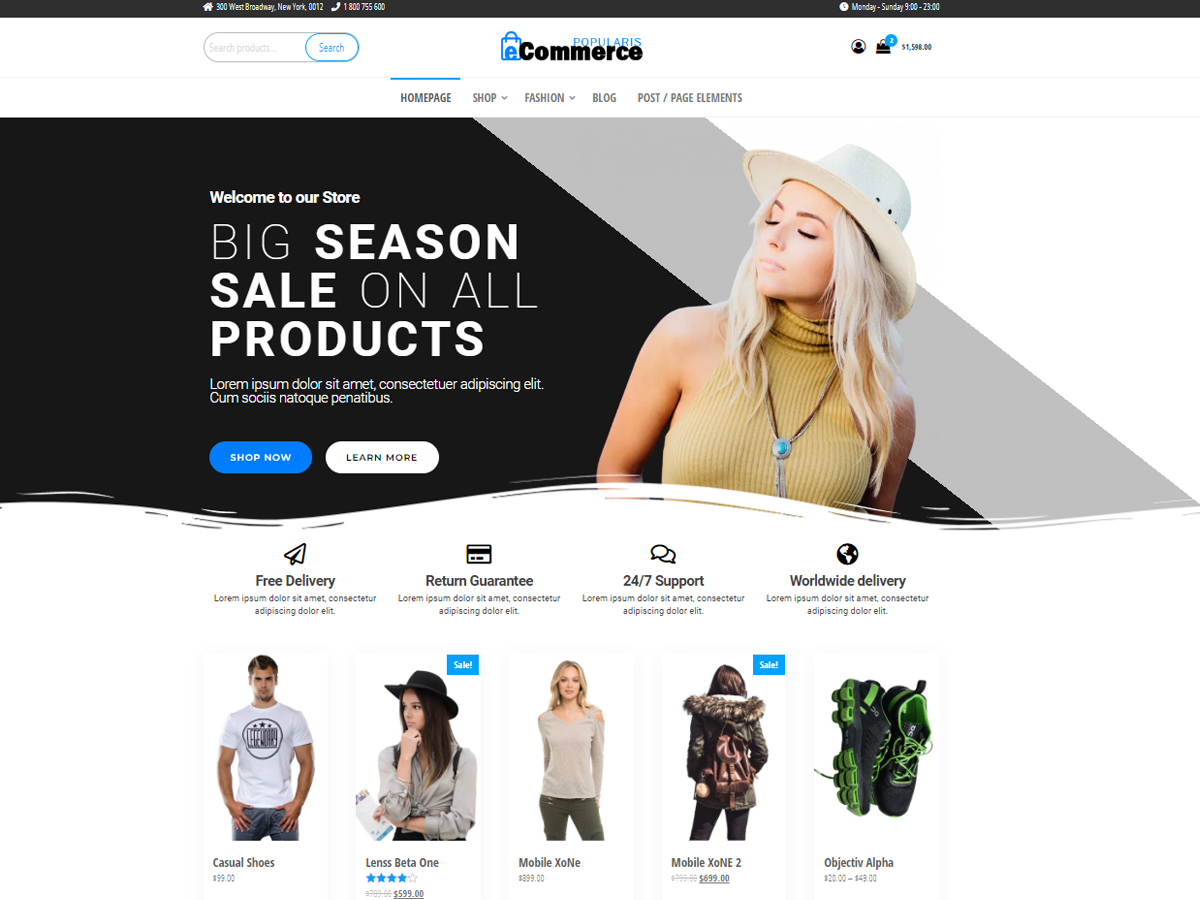 300 West Broadway, New York, 0012 1 800 755 600 Monday - Sunday 9:00 - 23:00
Search products... Search
POPULARIS
eCommerce
2
$1,598.00
HOMEPAGE SHOP FASHION BLOG POST / PAGE ELEMENTS
Welcome to our Store
BIG SEASON
SALE ON ALL
PRODUCTS
Lorem ipsum dolor sit amet, consectetuer adipiscing elit.
Cum sociis natoque penatibus.
SHOP NOW LEARN MORE
Free Delivery
Lorem ipsum dolor sit amet, consectetur
adipiscing dolor elit.
Return Guarantee
Lorem ipsum dolor sit amet, consectetur
adipiscing dolor elit.
24/7 Support
Lorem ipsum dolor sit amet, consectetur
adipiscing dolor elit.
Worldwide delivery
Lorem ipsum dolor sit amet, consectetur
adipiscing dolor elit.
LEGENDARY
Casual Shoes
$99.00
Sale!
Lenss Beta One
$709.00 $599.00
Mobile XoNe
$899.00
Sale!
Mobile XoNE 2
$799.00 $699.00
Objectiv Alpha
$20.00 – $49.00